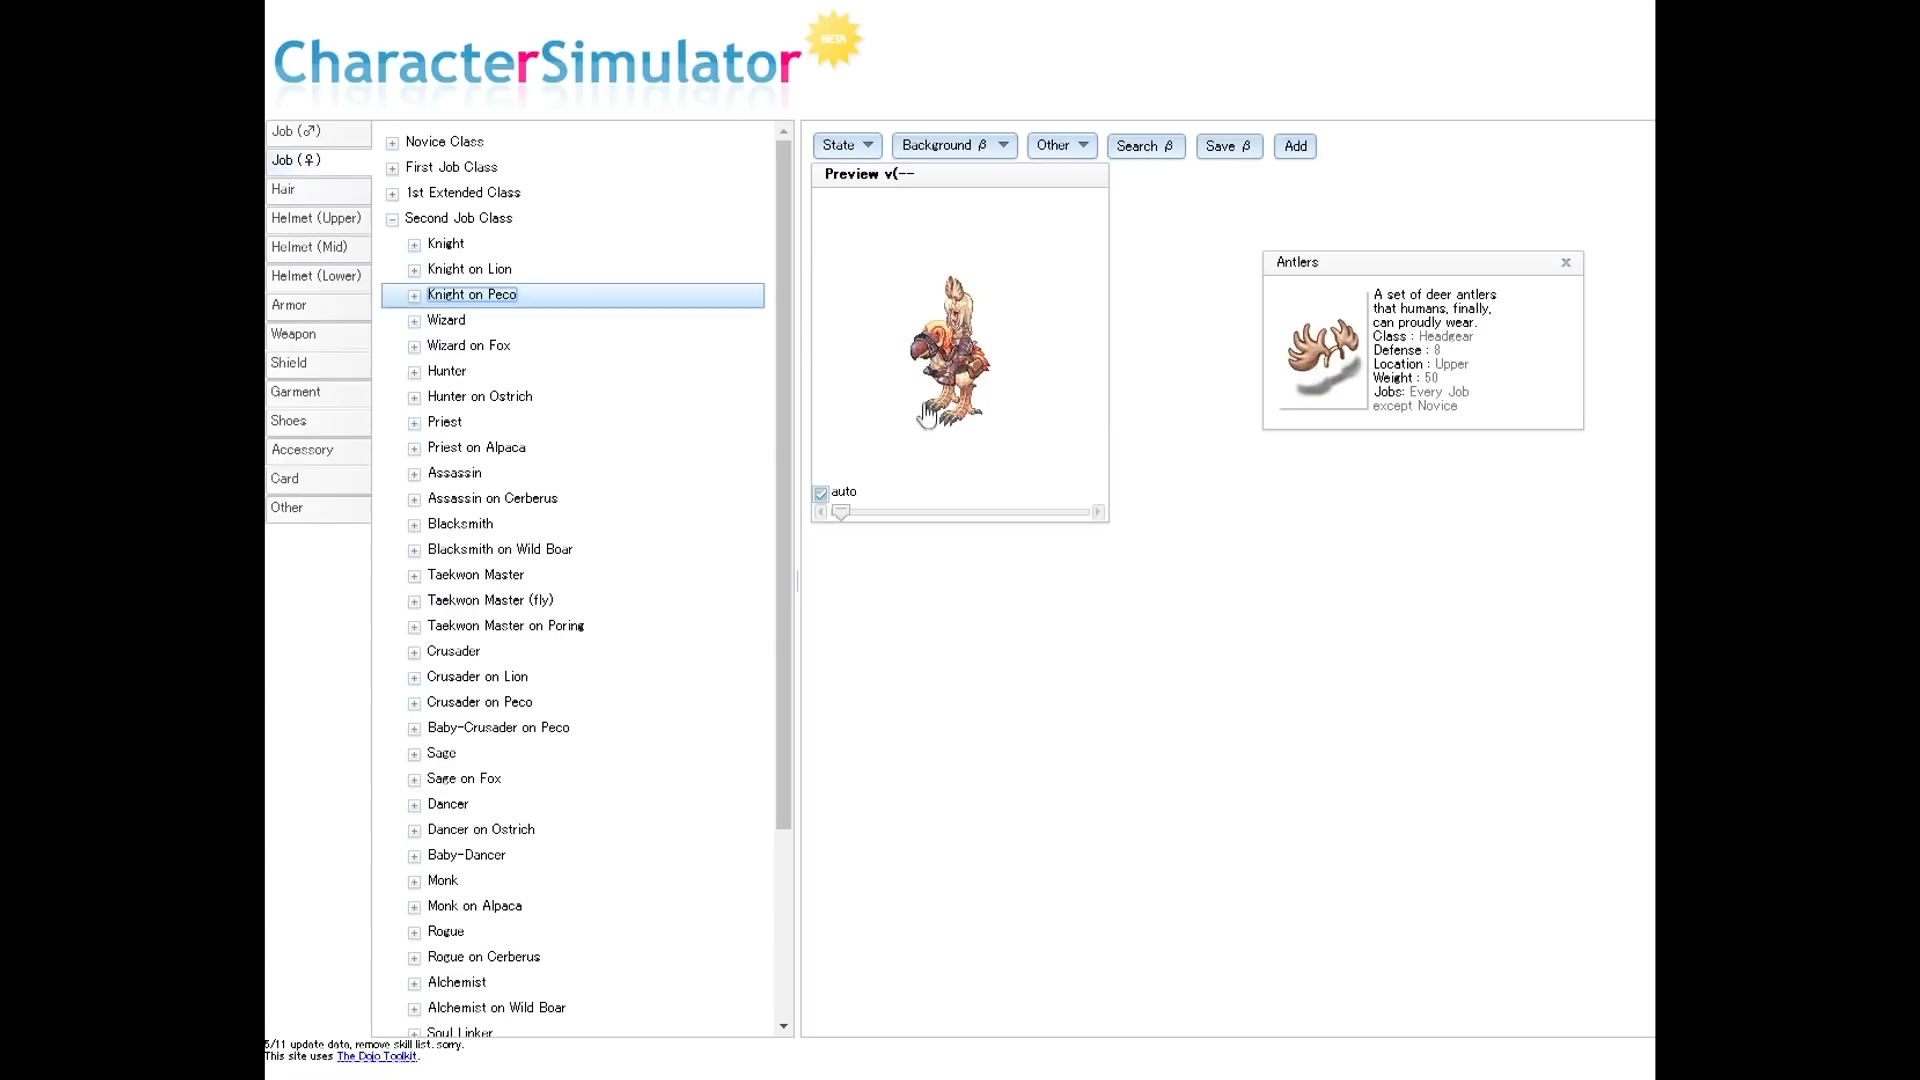 CharacterSimulator
BETA
Job (♂)
Job (♀)
Hair
Helmet (Upper)
Helmet (Mid)
Helmet (Lower)
Armor
Weapon
Shield
Garment
Shoes
Accessory
Card
Other
Novice Class
First Job Class
1st Extended Class
Second Job Class
Knight
Knight on Lion
Knight on Peco
Wizard
Wizard on Fox
Hunter
Hunter on Ostrich
Priest
Priest on Alpaca
Assassin
Assassin on Cerberus
Blacksmith
Blacksmith on Wild Boar
Taekwon Master
Taekwon Master (fly)
Taekwon Master on Poring
Crusader
Crusader on Lion
Crusader on Peco
Baby-Crusader on Peco
Sage
Sage on Fox
Dancer
Dancer on Ostrich
Baby-Dancer
Monk
Monk on Alpaca
Rogue
Rogue on Cerberus
Alchemist
Alchemist on Wild Boar
Soul Linker
State
Background β
Other
Search β
Save β
Add
Preview v(--
auto
Antlers
A set of deer antlers
that humans, finally,
can proudly wear.
Class : Headgear
Defense : 8
Location : Upper
Weight : 50
Jobs: Every Job
except Novice
5/11 update data, remove skill list. sorry.
This site uses The Dojo Toolkit.